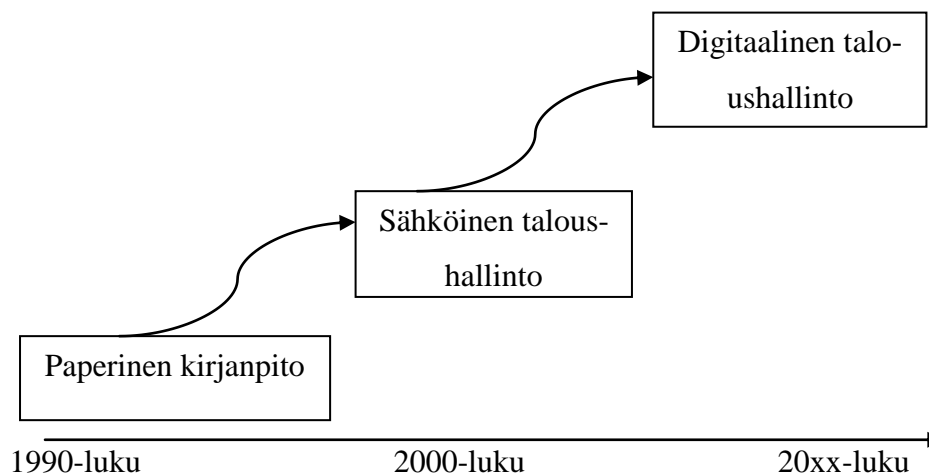 Digitaalinen talo-
ushallinto
Sähköinen talous-
hallinto
Paperinen kirjanpito
1990-luku
2000-luku
20xx-luku